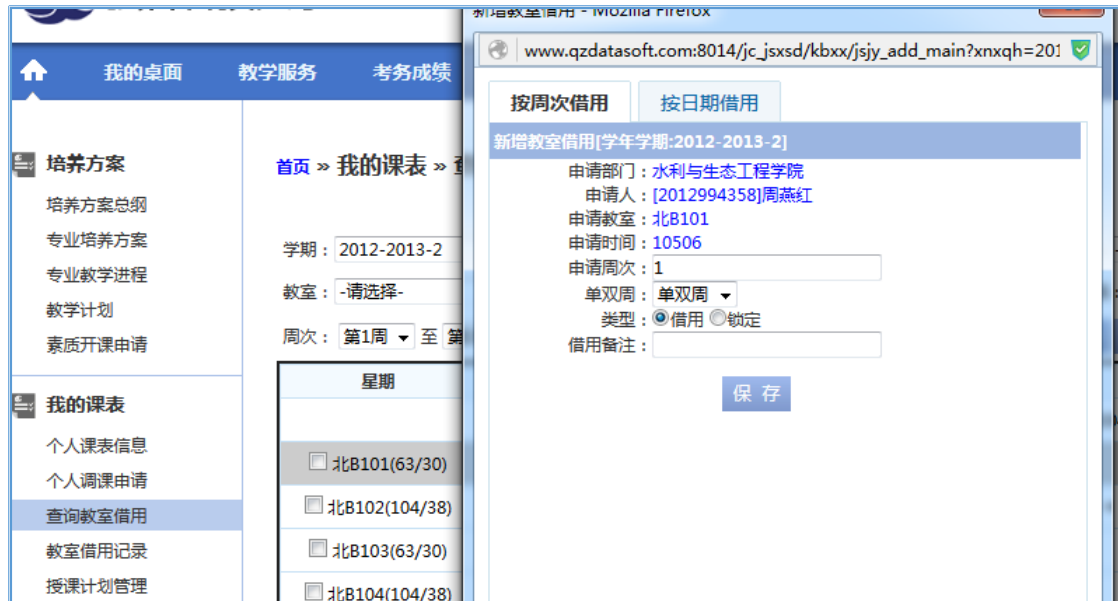 新增教室借用 - Mozilla Firefox
www.qzdatasoft.com:8014/jc_jsxsd/kbxx/jsjy_add_main?xnxqh=201
我的桌面
教学服务
考务成绩
培养方案
培养方案总纲
专业培养方案
专业教学进程
教学计划
素质开课申请
我的课表
个人课表信息
个人调课申请
查询教室借用
教室借用记录
授课计划管理
首页 » 我的课表 »
学期： 2012-2013-2
教室： -请选择-
周次： 第1周 至 第
星期
北B101(63/30)
北B102(104/38)
北B103(63/30)
北B104(104/38)
按周次借用
按日期借用
新增教室借用[学年学期:2012-2013-2]
申请部门：水利与生态工程学院
申请人：[2012994358]周燕红
申请教室：北B101
申请时间：10506
申请周次：1
单双周：单双周
类型：借用 锁定
借用备注：
保 存